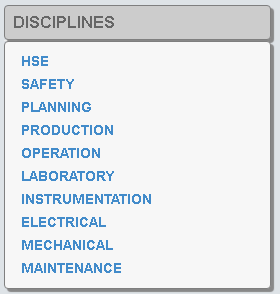 DISCIPLINES
HSE
SAFETY
PLANNING
PRODUCTION
OPERATION
LABORATORY
INSTRUMENTATION
ELECTRICAL
MECHANICAL
MAINTENANCE